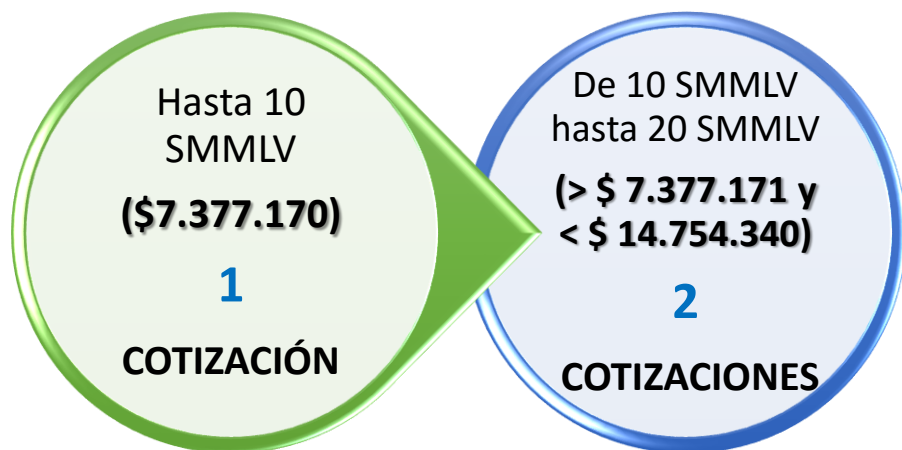 Hasta 10
SMMLV
($7.377.170)
1
COTIZACIÓN
De 10 SMMLV
hasta 20 SMMLV
(> $ 7.377.171 y
< $ 14.754.340)
2
COTIZACIONES